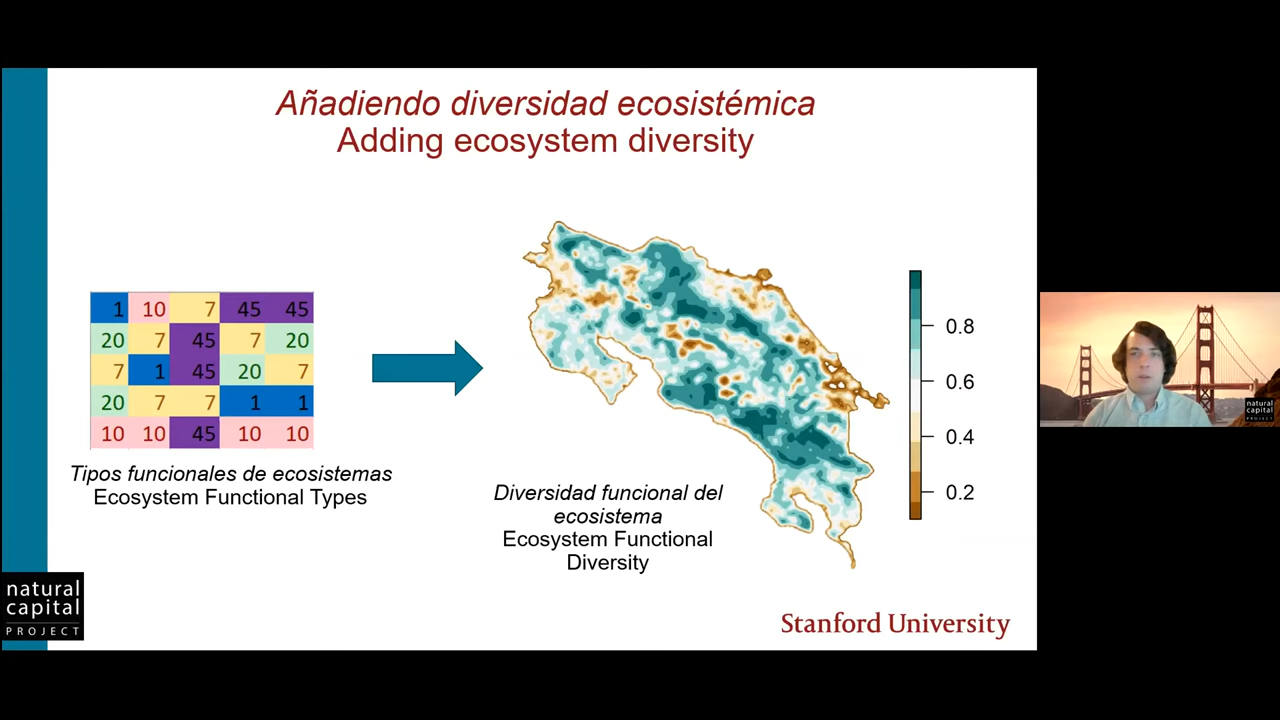 Añadiendo diversidad ecosistémica
Adding ecosystem diversity
1 10 7 45 45
20 7 45 7 20
7 1 45 20 7
20 7 7 1 1
10 10 45 10 10
Tipos funcionales de ecosistemas
Ecosystem Functional Types
Diversidad funcional del
ecosistema
Ecosystem Functional
Diversity
0.8
0.6
0.4
0.2
natural
capital
PROJECT
Stanford University
natural
capital
PROJECT